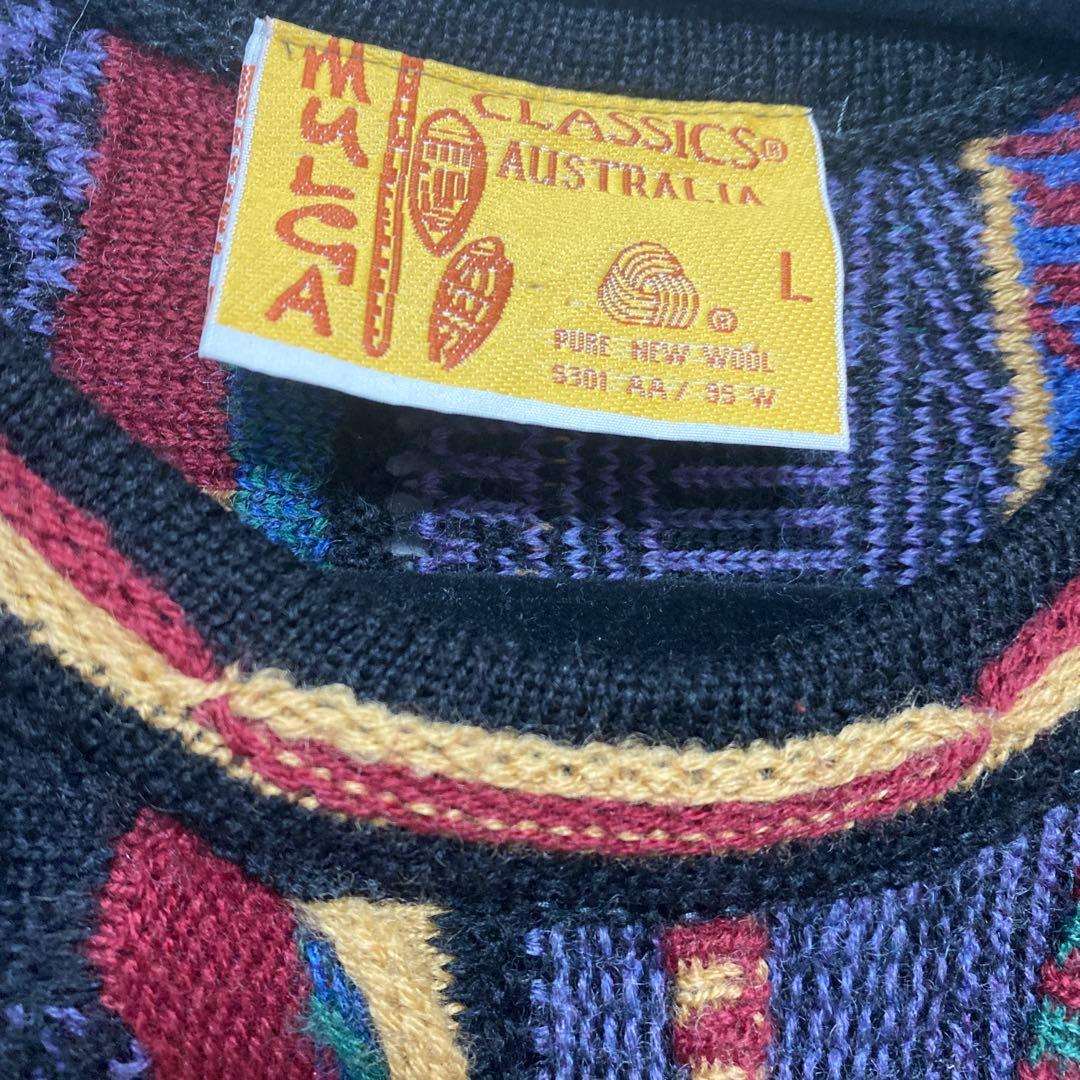 MULGA
CLASSICS®
AUSTRALIA
L
®
PURE NEW WOOL
5301-AA/95-W